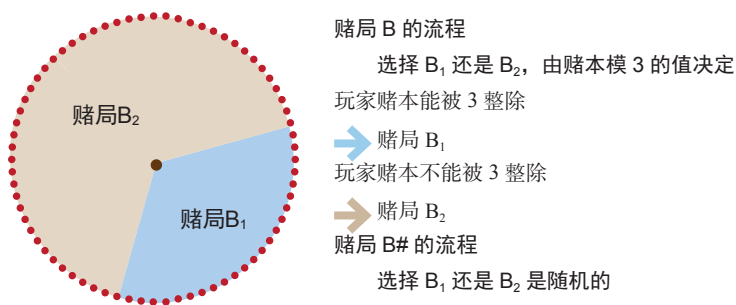 赌局B₂
赌局B₁
赌局 B 的流程
选择 B₁ 还是 B₂，由赌本模 3 的值决定
玩家赌本能被 3 整除
赌局 B₁
玩家赌本不能被 3 整除
赌局 B₂
赌局 B# 的流程
选择 B₁ 还是 B₂ 是随机的